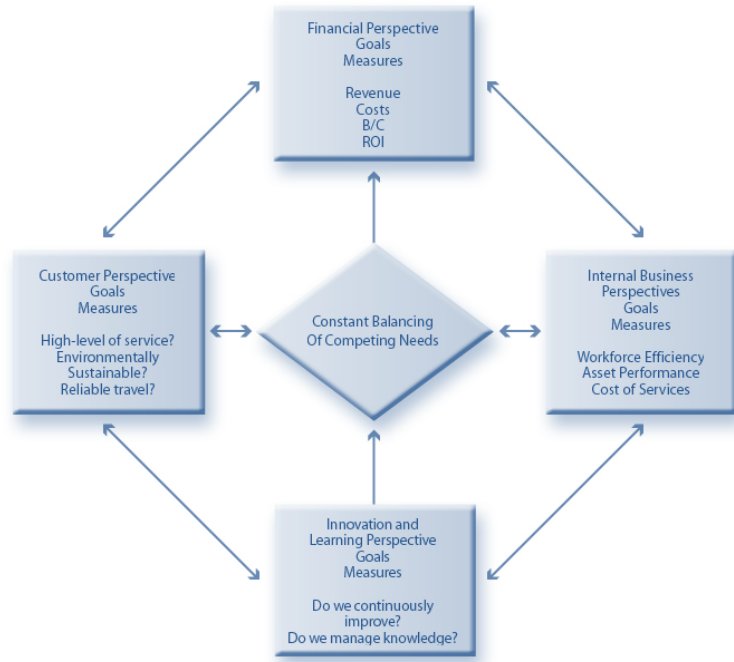 Financial Perspective
Goals
Measures
Revenue
Costs
B/C
ROI
Customer Perspective
Goals
Measures
High-level of service?
Environmentally
Sustainable?
Reliable travel?
Constant Balancing
Of Competing Needs
Internal Business
Perspectives
Goals
Measures
Workforce Efficiency
Asset Performance
Cost of Services
Innovation and
Learning Perspective
Goals
Measures
Do we continuously
improve?
Do we manage knowledge?